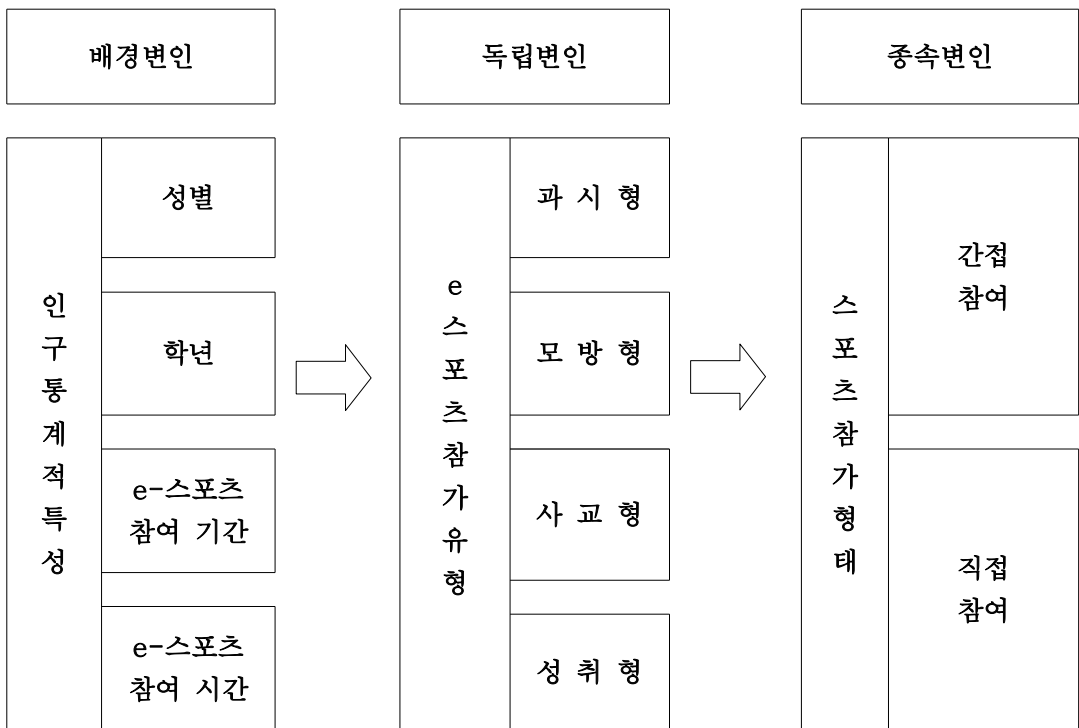 배경변인
독립변인
종속변인
인구통계적특성
성별
학년
e-스포츠
참여 기간
e-스포츠
참여 시간
e스포츠참가유형
과 시 형
모 방 형
사 교 형
성 취 형
스포츠참가형태
간접
참여
직접
참여